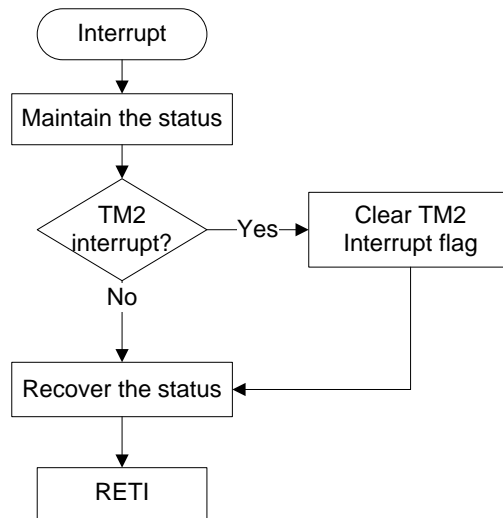 Interrupt
Maintain the status
TM2
interrupt?
Yes
Clear TM2
Interrupt flag
No
Recover the status
RETI